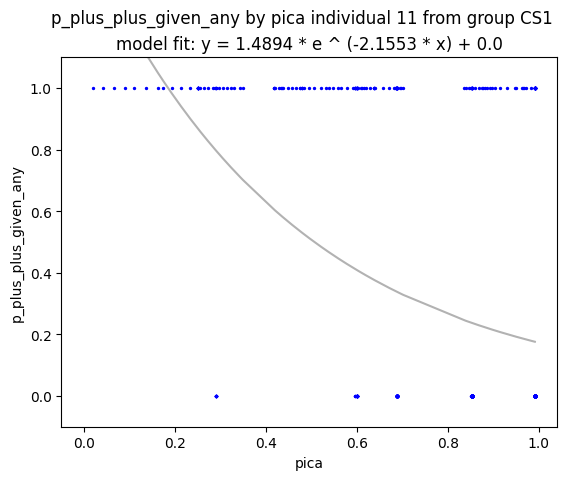 p_plus_plus_given_any by pica individual 11 from group CS1
model fit: y = 1.4894 * e ^ (-2.1553 * x) + 0.0
1.0
0.8
0.6
0.4
0.2
0.0
p_plus_plus_given_any
0.0 0.2 0.4 0.6 0.8 1.0
pica